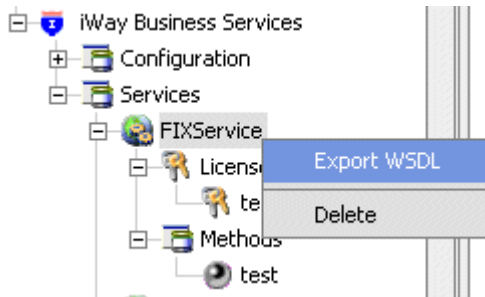 iWay Business Services
Configuration
Services
FIXService
Export WSDL
Delete
Methods
test